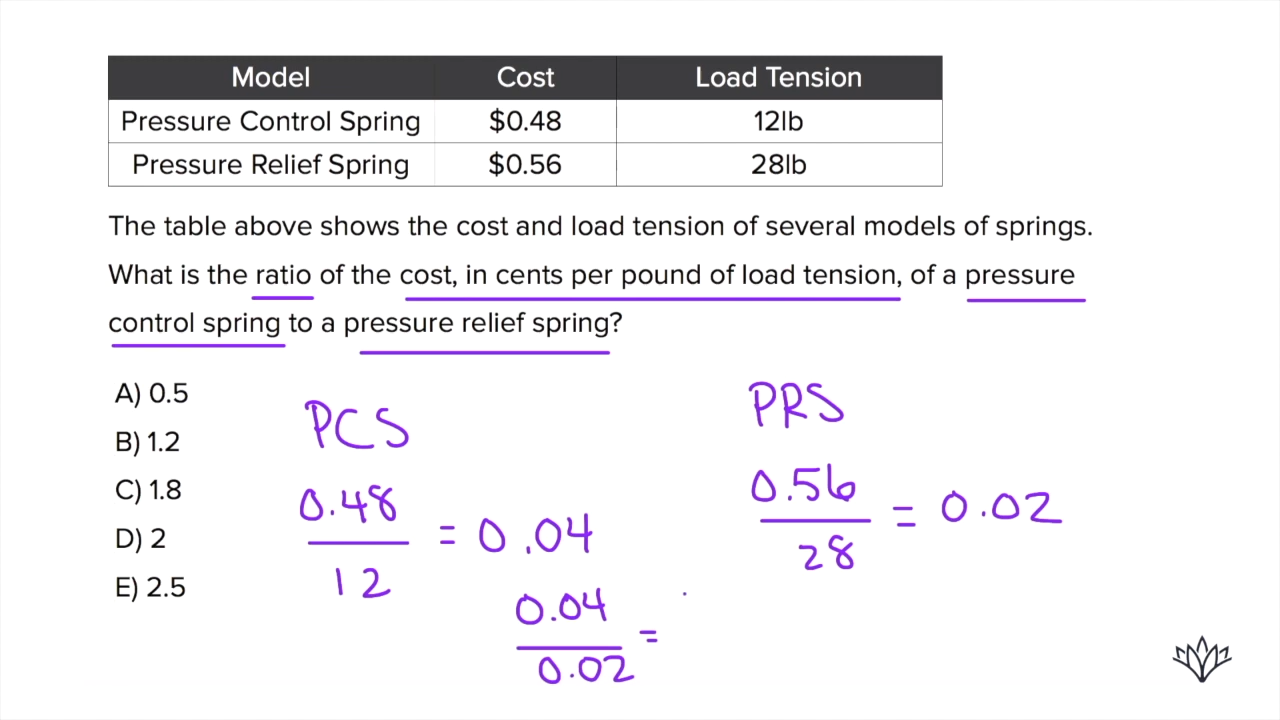 Model Cost Load Tension
Pressure Control Spring $0.48 12lb
Pressure Relief Spring $0.56 28lb
The table above shows the cost and load tension of several models of springs.
What is the ratio of the cost, in cents per pound of load tension, of a pressure
control spring to a pressure relief spring?
A) 0.5
B) 1.2
C) 1.8
D) 2
E) 2.5
PCS
0.48
12
= 0.04
PRS
0.56
28
= 0.02
0.04
0.02
=